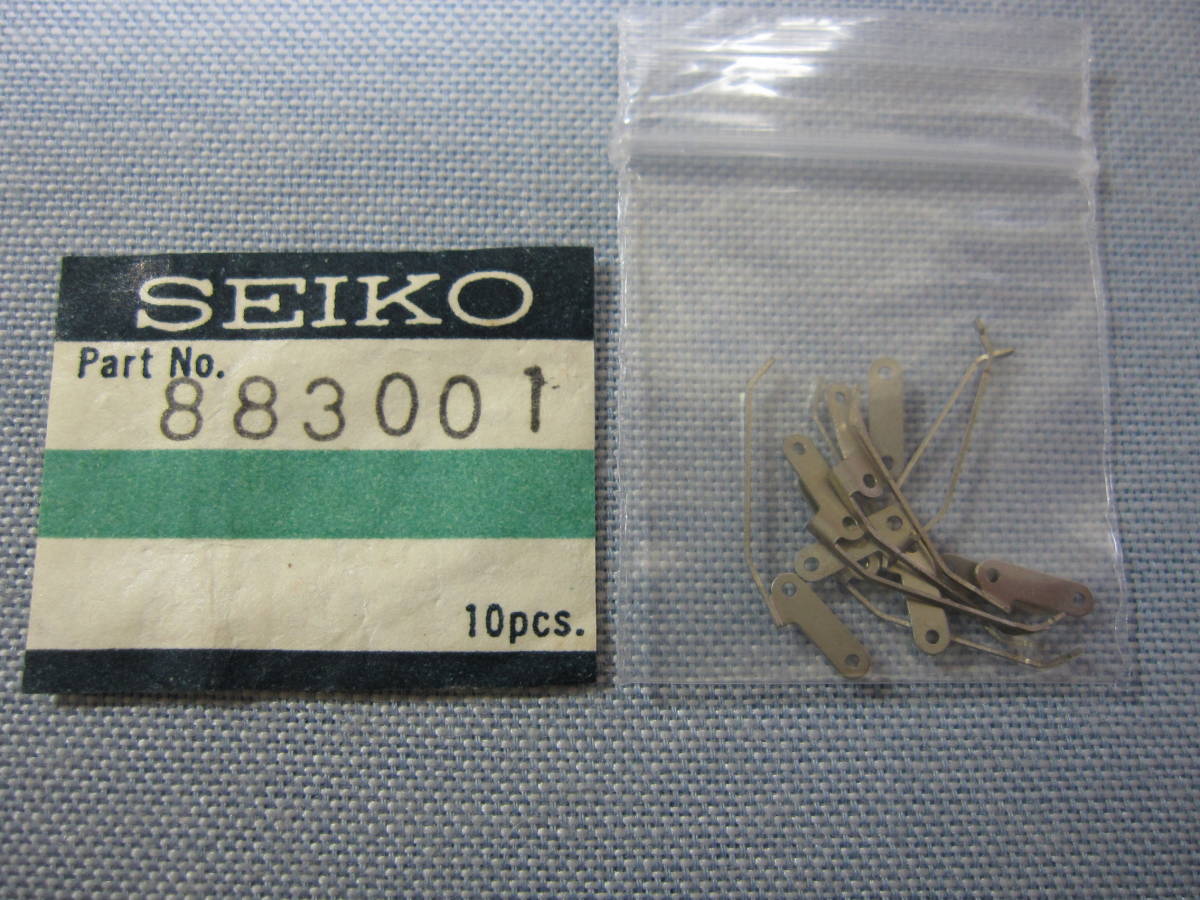 SEIKO
Part No.
883001
10pcs.